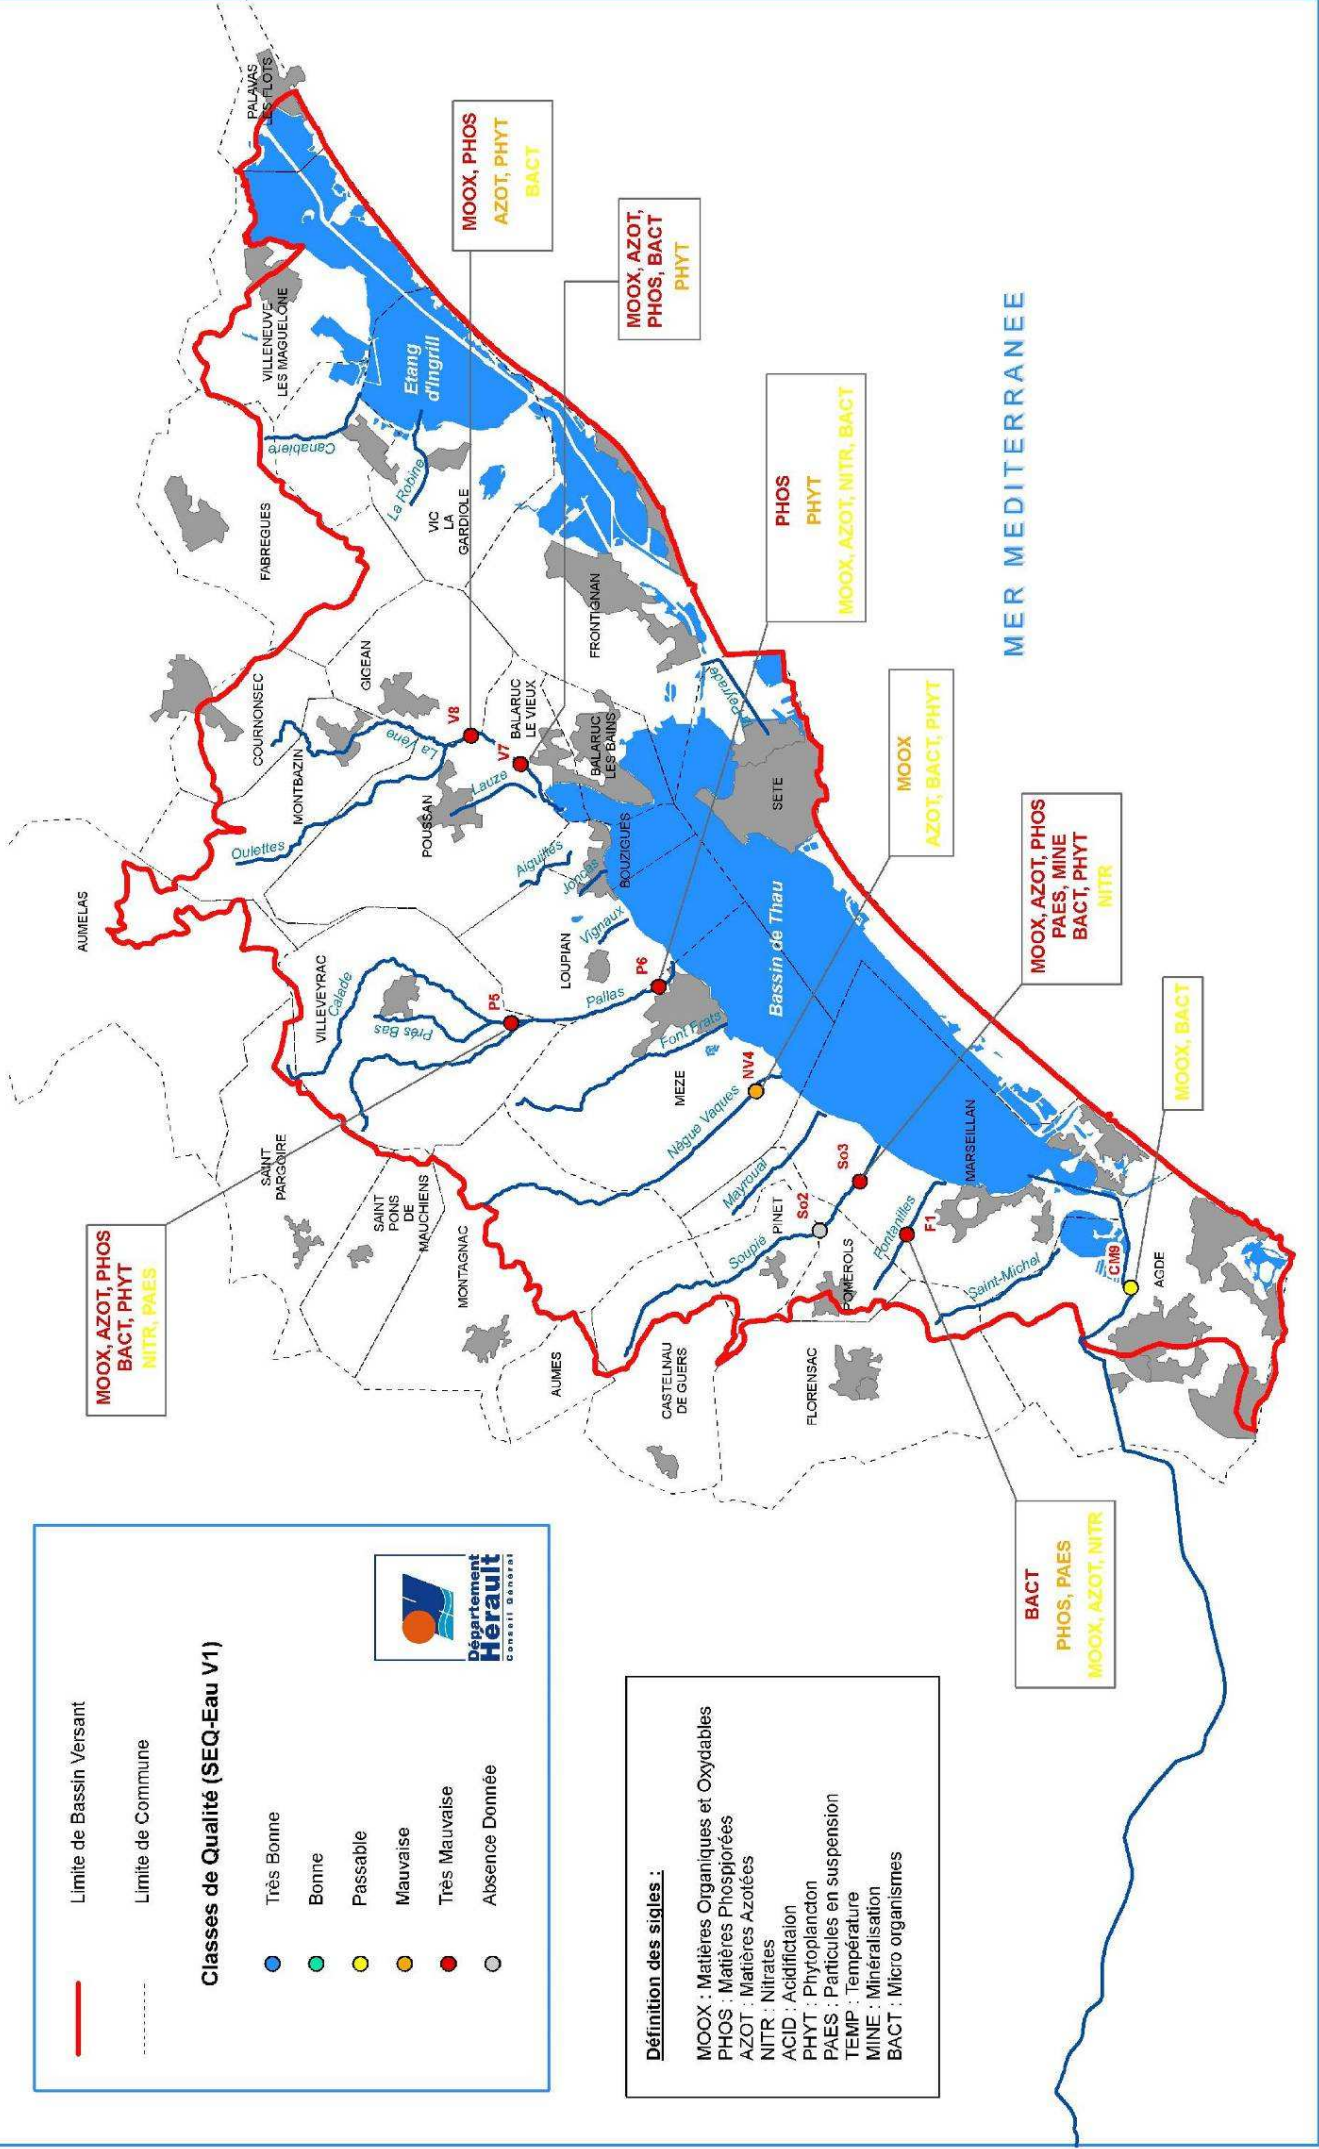 Limite de Bassin Versant
Limite de Commune
Classes de Qualité (SEQ-Eau V1)
Très Bonne
Bonne
Passable
Mauvaise
Très Mauvaise
Absence Donnée
Département
Hérault
Conseil Général
Définition des sigles :
MOOX : Matières Organiques et Oxydables
PHOS : Matières Phospjorées
AZOT : Matières Azotées
NITR : Nitrates
ACID : Acidifictaion
PHYT : Phytoplancton
PAES : Particules en suspension
TEMP : Température
MINE : Minéralisation
BACT : Micro organismes
MOOX, AZOT, PHOS
BACT, PHYT
NITR, PAES
BACT
PHOS, PAES
MOOX, AZOT, NITR
MOOX, BACT
MOOX, AZOT, PHOS
PAES, MINE
BACT, PHYT
NITR
MOOX
AZOT, BACT, PHYT
PHOS
PHYT
MOOX, AZOT, NITR, BACT
MOOX, AZOT,
PHOS, BACT
PHYT
MOOX, PHOS
AZOT, PHYT
BACT
AUMELAS
SAINT
PARGOIRE
SAINT
PONS
DE
MAUCHIENS
MONTAGNAC
AUMES
CASTELNAU
DE GUERS
FLORENSAC
VILLEVEYRAC
Calade
Prés Bas
P5
Pallas
P6
LOUPIAN
Vignaux
Joncas
Aiguilles
BOUZIGUES
MEZE
Font Frats
Nègue Vaques
NV4
Mayroual
PINET
Soupié
So2
So3
POMEROLS
Fontanilles
F1
MARSEILLAN
Saint-Michel
CM9
AGDE
Bassin de Thau
COURNONSEC
MONTBAZIN
Oulettes
La Vène
GIGEAN
POUSSAN
Lauze
V8
V7
BALARUC
LE VIEUX
BALARUC
LES BAINS
SETE
Peyrade
FRONTIGNAN
FABREGUES
VIC
LA
GARDIOLE
La Robine
Canabière
Etang
d'Ingrill
VILLENEUVE
LES MAGUELONE
PALAVAS
LES FLOTS
MER MEDITERRANEE